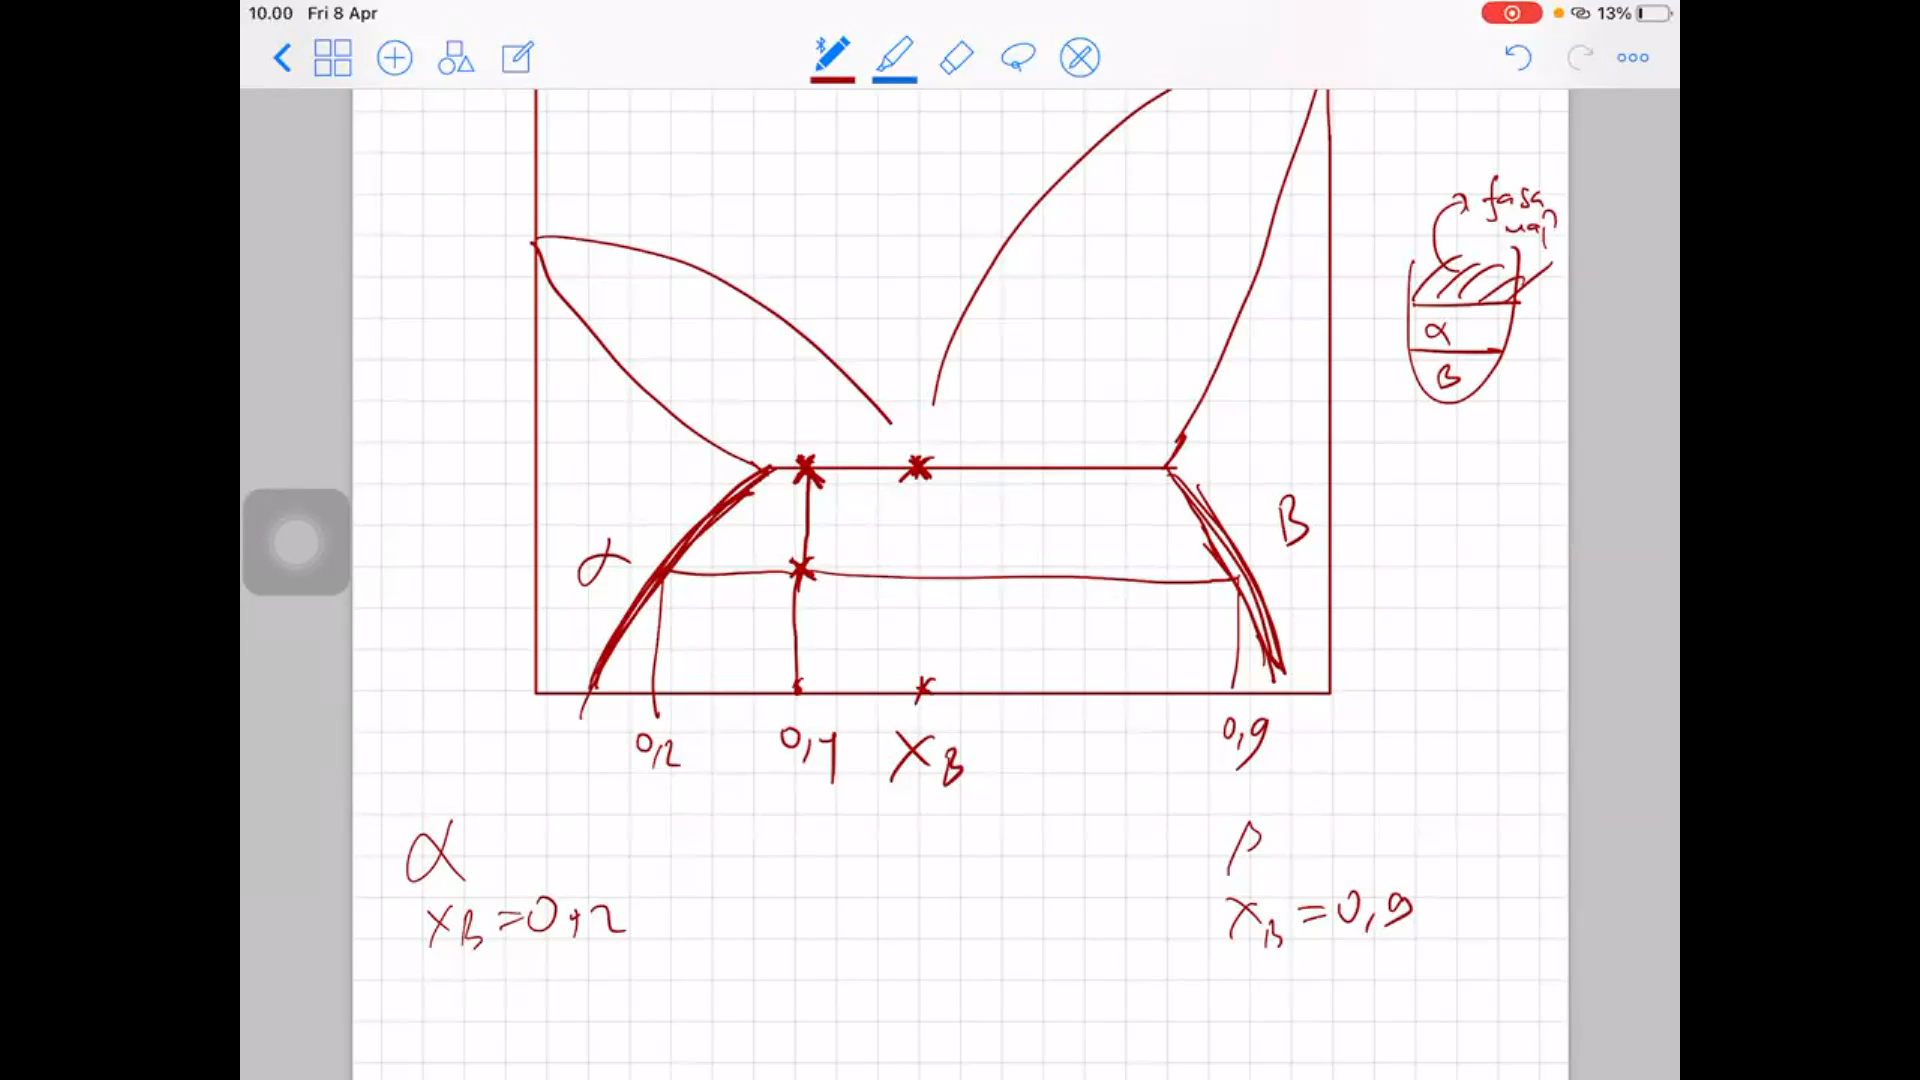 10.00 Fri 8 Apr
13%
fasa
uap
α
β
α
β
0,2
0,4
XB
0,9
α
β
XB = 0,2
XB = 0,9